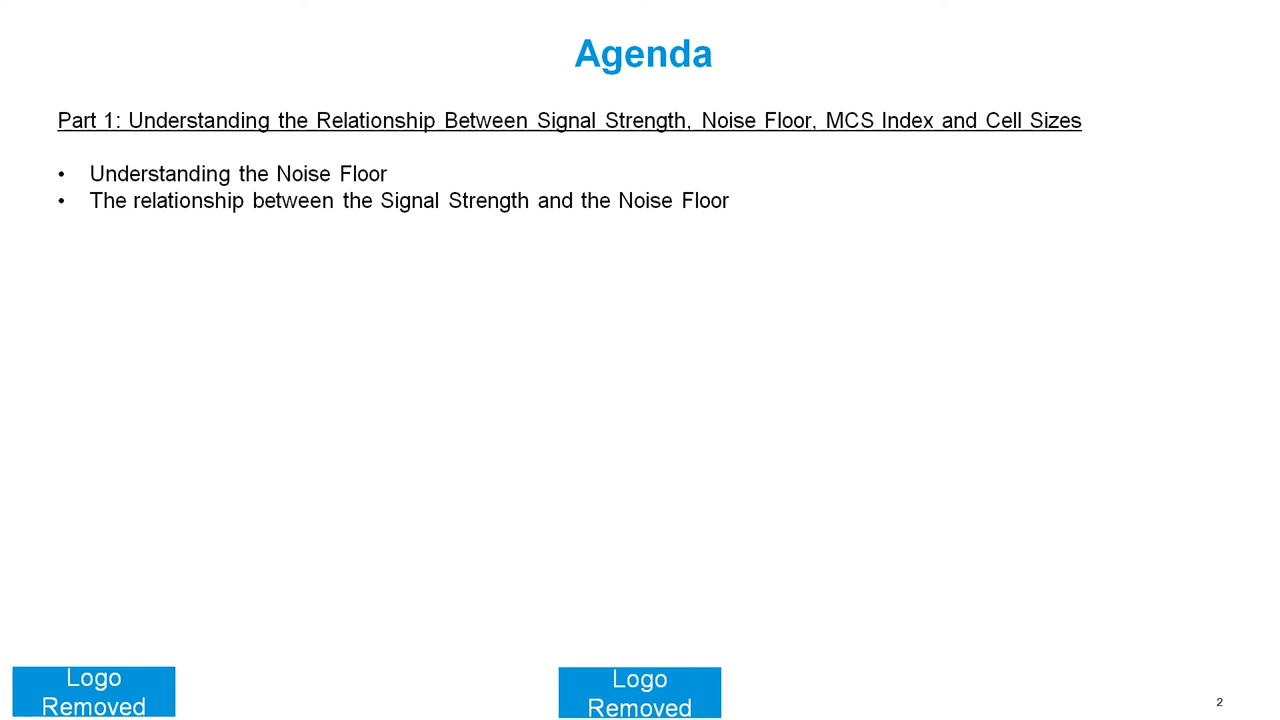 Agenda
Part 1: Understanding the Relationship Between Signal Strength, Noise Floor, MCS Index and Cell Sizes
• Understanding the Noise Floor
• The relationship between the Signal Strength and the Noise Floor
Logo
Removed
Logo
Removed
2